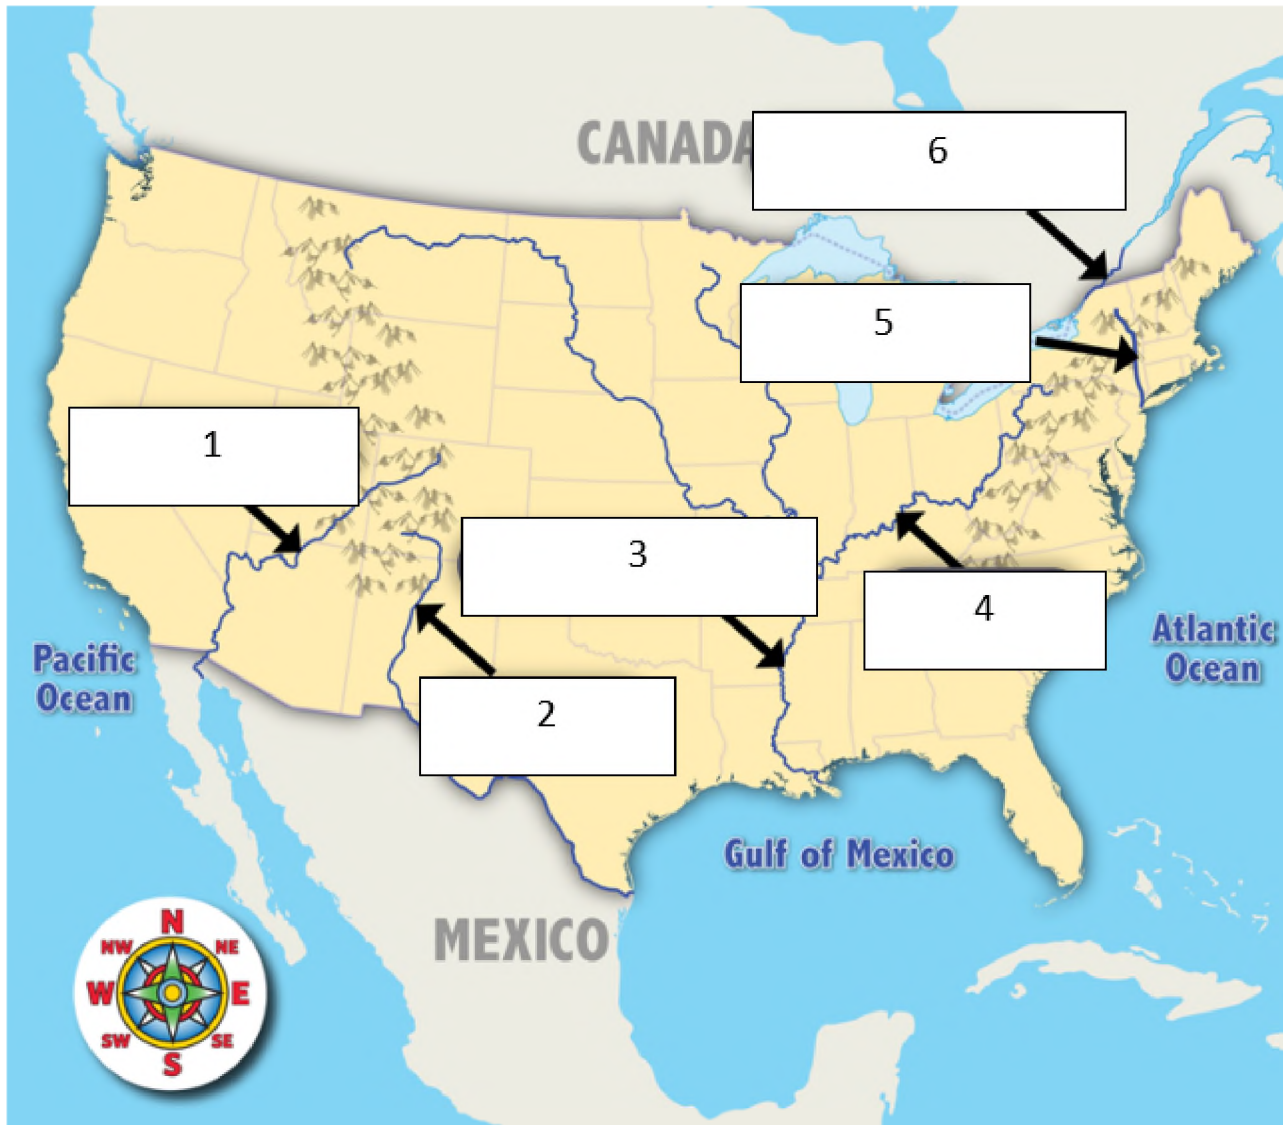 CANADA
6
5
1
3
4
2
Pacific
Ocean
Atlantic
Ocean
Gulf of Mexico
MEXICO
N
NW NE
W E
SW SE
S